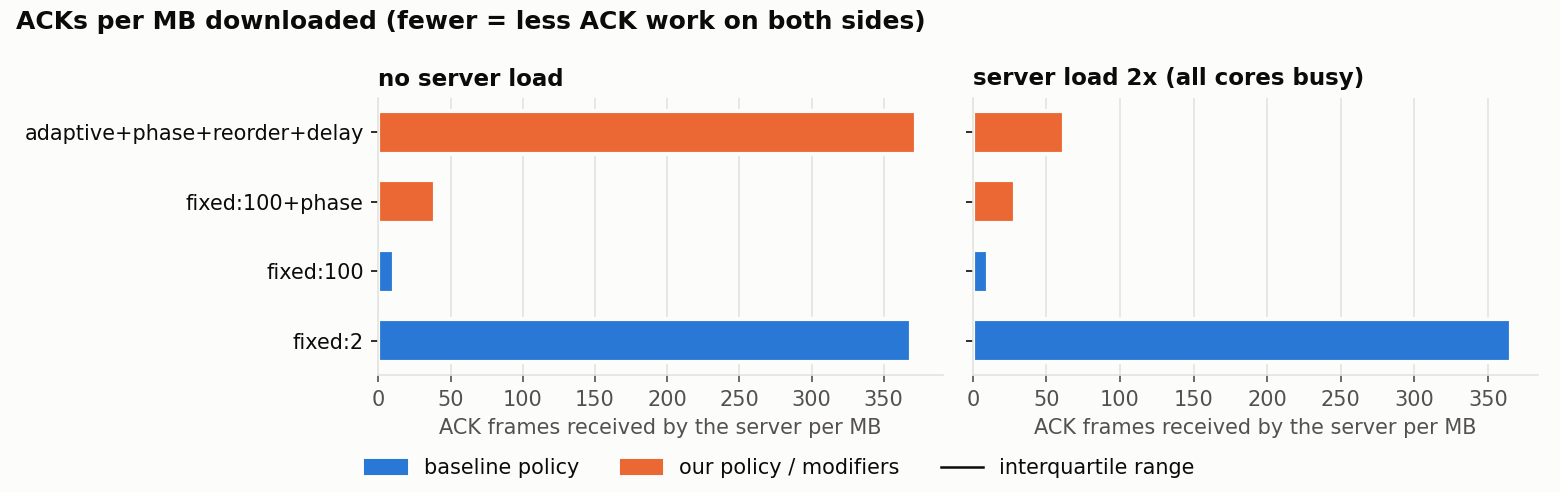 ACKs per MB downloaded (fewer = less ACK work on both sides)
no server load
server load 2x (all cores busy)
adaptive+phase+reorder+delay
fixed:100+phase
fixed:100
fixed:2
0 50 100 150 200 250 300 350
0 50 100 150 200 250 300 350
ACK frames received by the server per MB
ACK frames received by the server per MB
baseline policy
our policy / modifiers
interquartile range